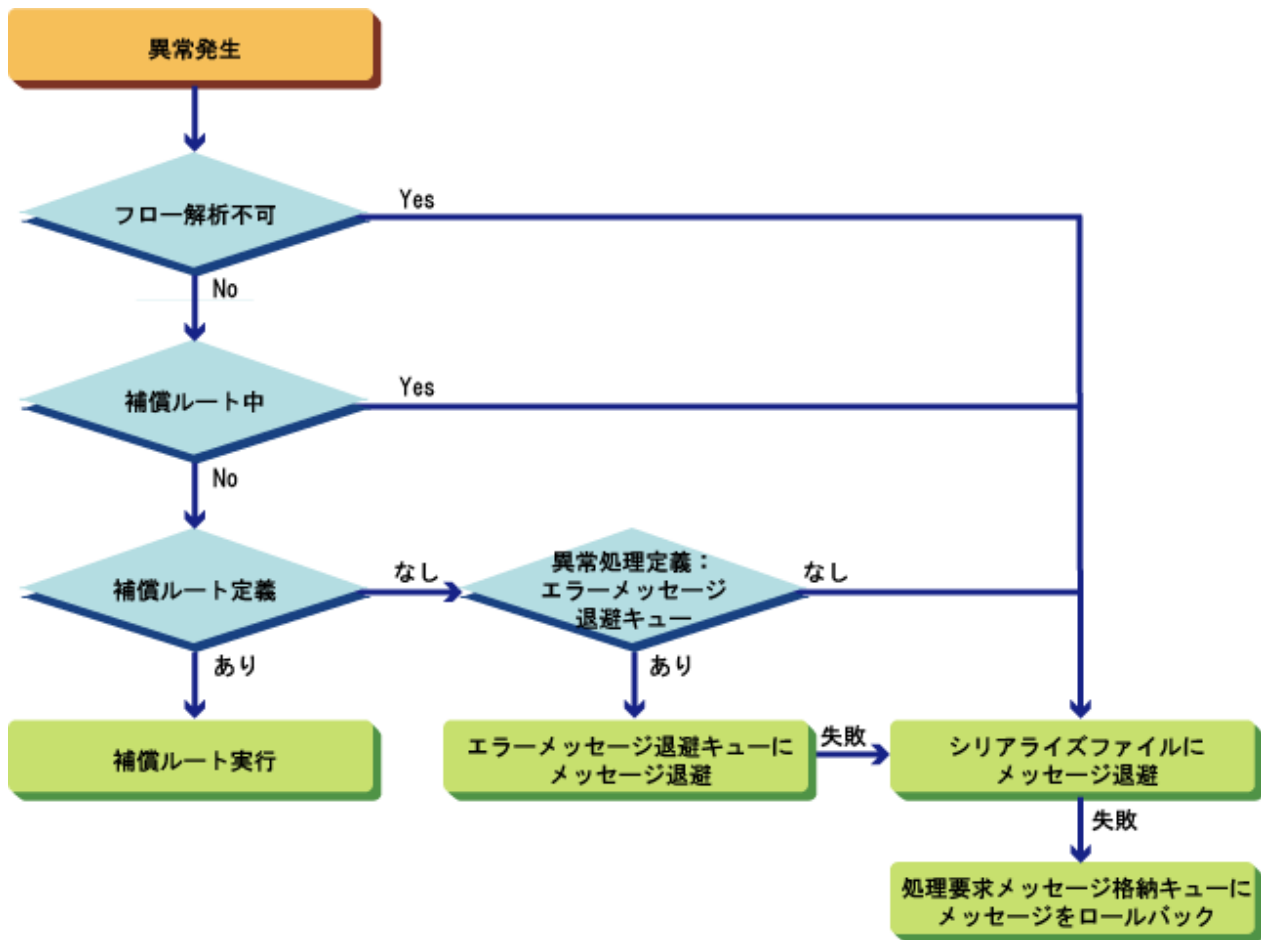 異常発生
フロー解析不可
Yes
No
補償ルート中
Yes
No
補償ルート定義
なし
異常処理定義：
エラーメッセージ
退避キュー
なし
あり
あり
補償ルート実行
エラーメッセージ退避キューに
メッセージ退避
失敗
シリアライズファイルに
メッセージ退避
失敗
処理要求メッセージ格納キューに
メッセージをロールバック